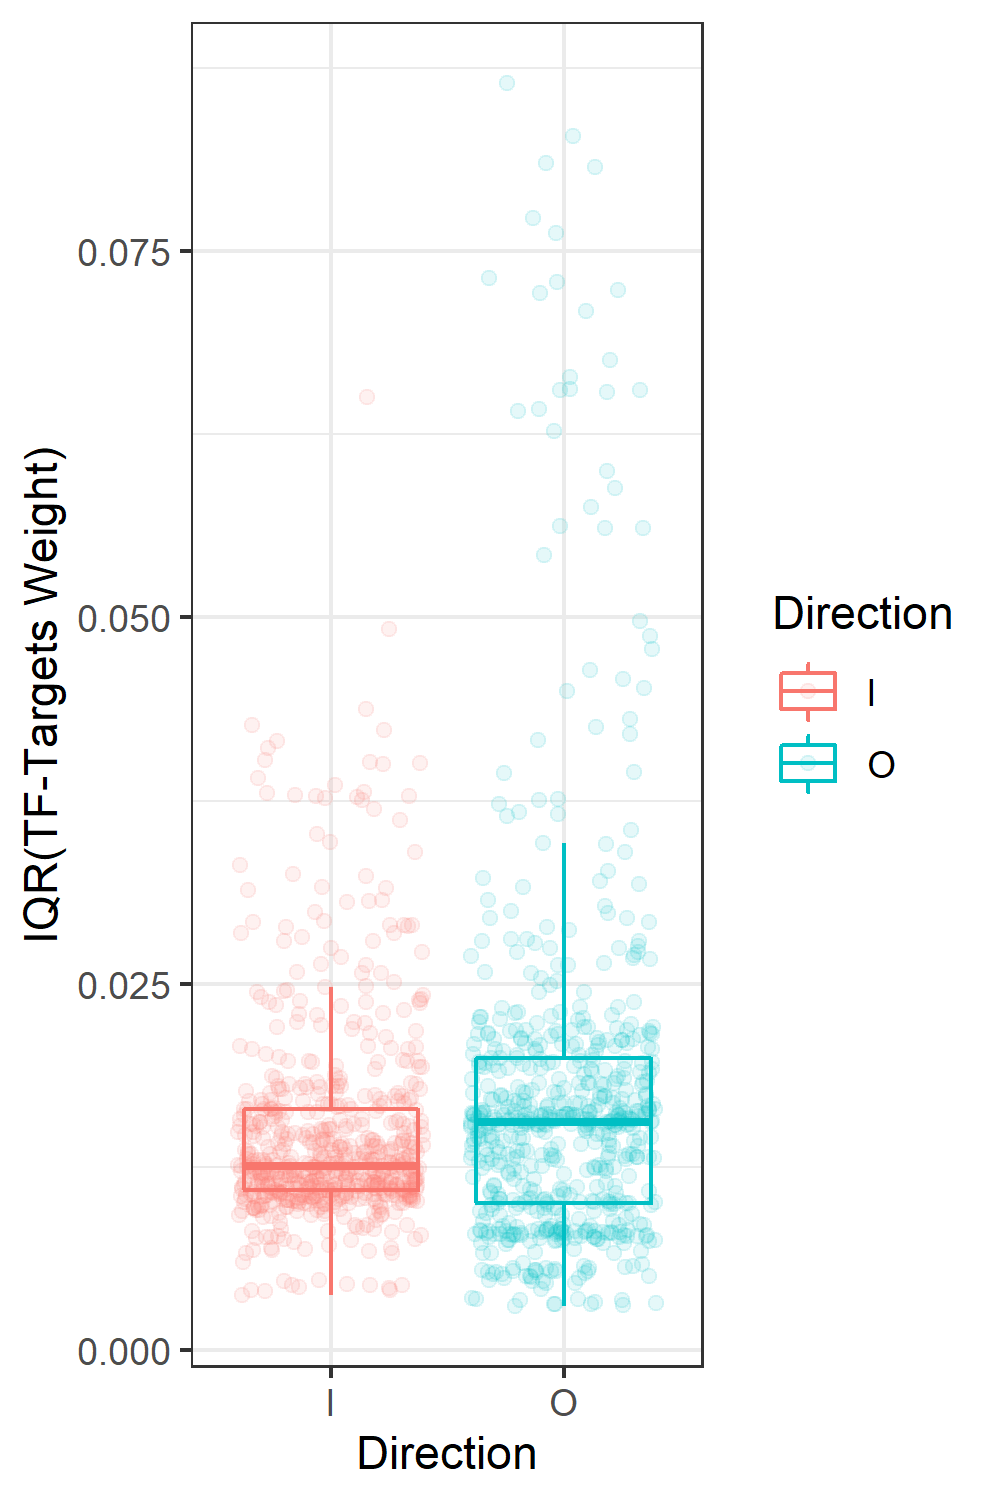 IQR(TF-Targets Weight)
0.075
0.050
0.025
0.000
I
O
Direction
Direction
I
O